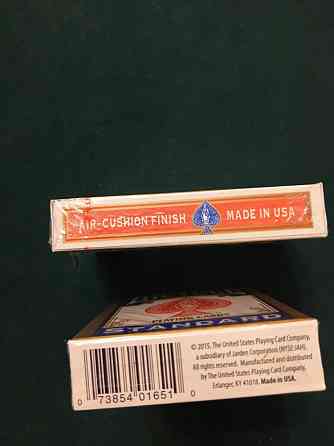 AIR-CUSHION FINISH MADE IN USA
PLAYING CARDS
STANDARD
© 2015, The United States Playing Card Company,
a subsidiary of Jarden Corporation (NYSE:JAH).
All rights reserved. Manufactured and distributed
by The United States Playing Card Company,
Erlanger, KY 41018. Made in USA.
0 73854 01651 0